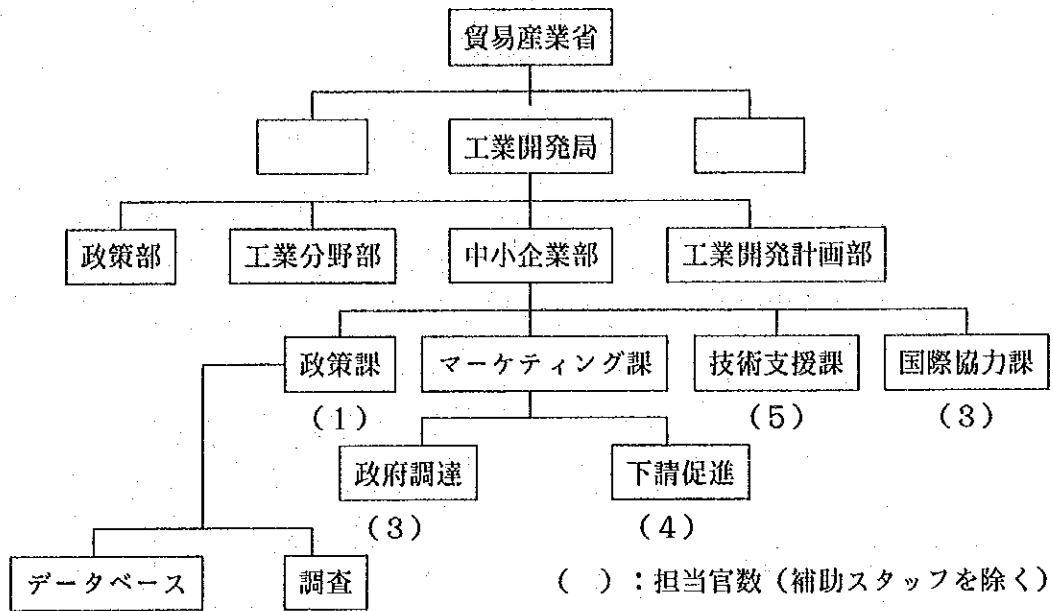 貿易産業省
工業開発局
政策部 工業分野部 中小企業部 工業開発計画部
政策課 マーケティング課 技術支援課 国際協力課
(1) (5) (3)
政府調達 下請促進
(3) (4)
データベース 調査 ( ):担当官数(補助スタッフを除く)